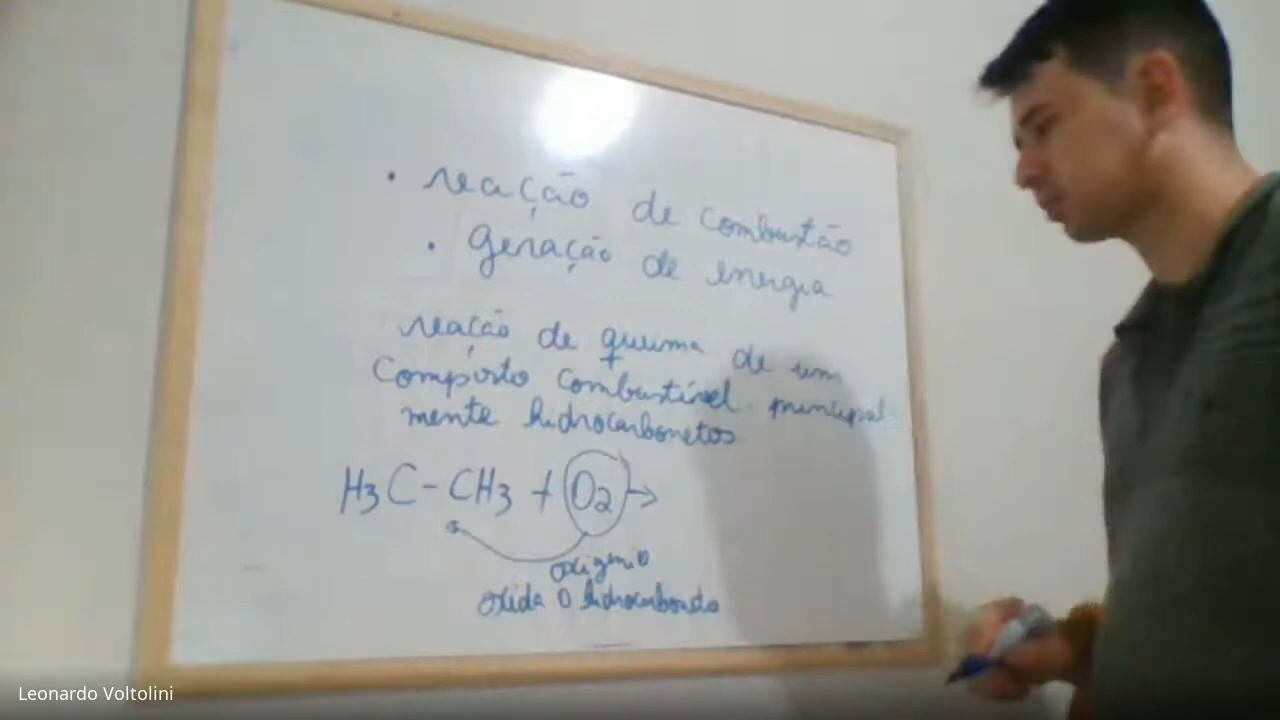 • reação de combustão
• Geração de energia
reação de queima de um
Composto combustível principal
mente hidrocarbonetos
H₃C-CH₃ + O₂ →
oxigenio
oxida O hidrocarboneto
Leonardo Voltolini